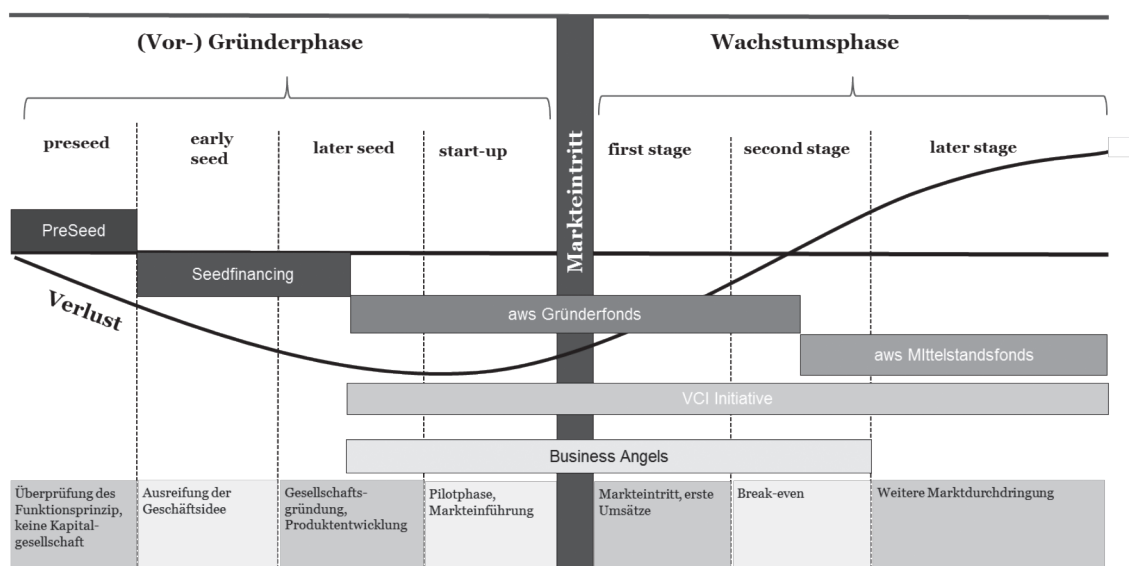 (Vor-) Gründerphase
Wachstumsphase
preseed
early
seed
later seed
start-up
Markteintritt
first stage
second stage
later stage
PreSeed
Seedfinancing
Verlust
aws Gründerfonds
aws MIttelstandsfonds
VCI Initiative
Business Angels
Überprüfung des
Funktionsprinzip,
keine Kapital-
gesellschaft
Ausreifung der
Geschäftsidee
Gesellschafts-
gründung,
Produktentwicklung
Pilotphase,
Markteinführung
Markteintritt, erste
Umsätze
Break-even
Weitere Marktdurchdringung